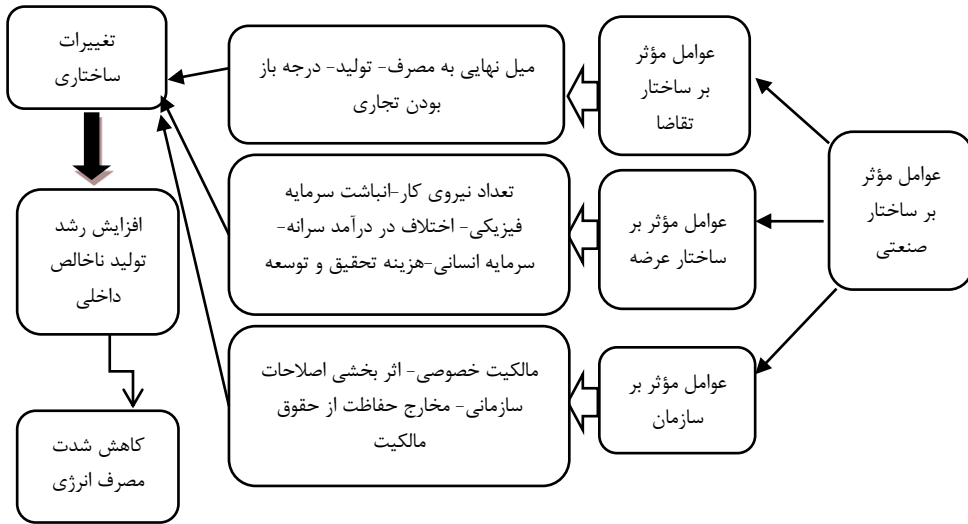 عوامل مؤثر
بر ساختار
صنعتی
عوامل مؤثر
بر ساختار
تقاضا
میل نهایی به مصرف- تولید- درجه باز
بودن تجاری
عوامل مؤثر بر
ساختار عرضه
تعداد نیروی کار-انباشت سرمایه
فیزیکی- اختلاف در درآمد سرانه-
سرمایه انسانی-هزینه تحقیق و توسعه
عوامل مؤثر بر
سازمان
مالکیت خصوصی- اثر بخشی اصلاحات
سازمانی- مخارج حفاظت از حقوق
مالکیت
تغییرات
ساختاری
افزایش رشد
تولید ناخالص
داخلی
کاهش شدت
مصرف انرژی